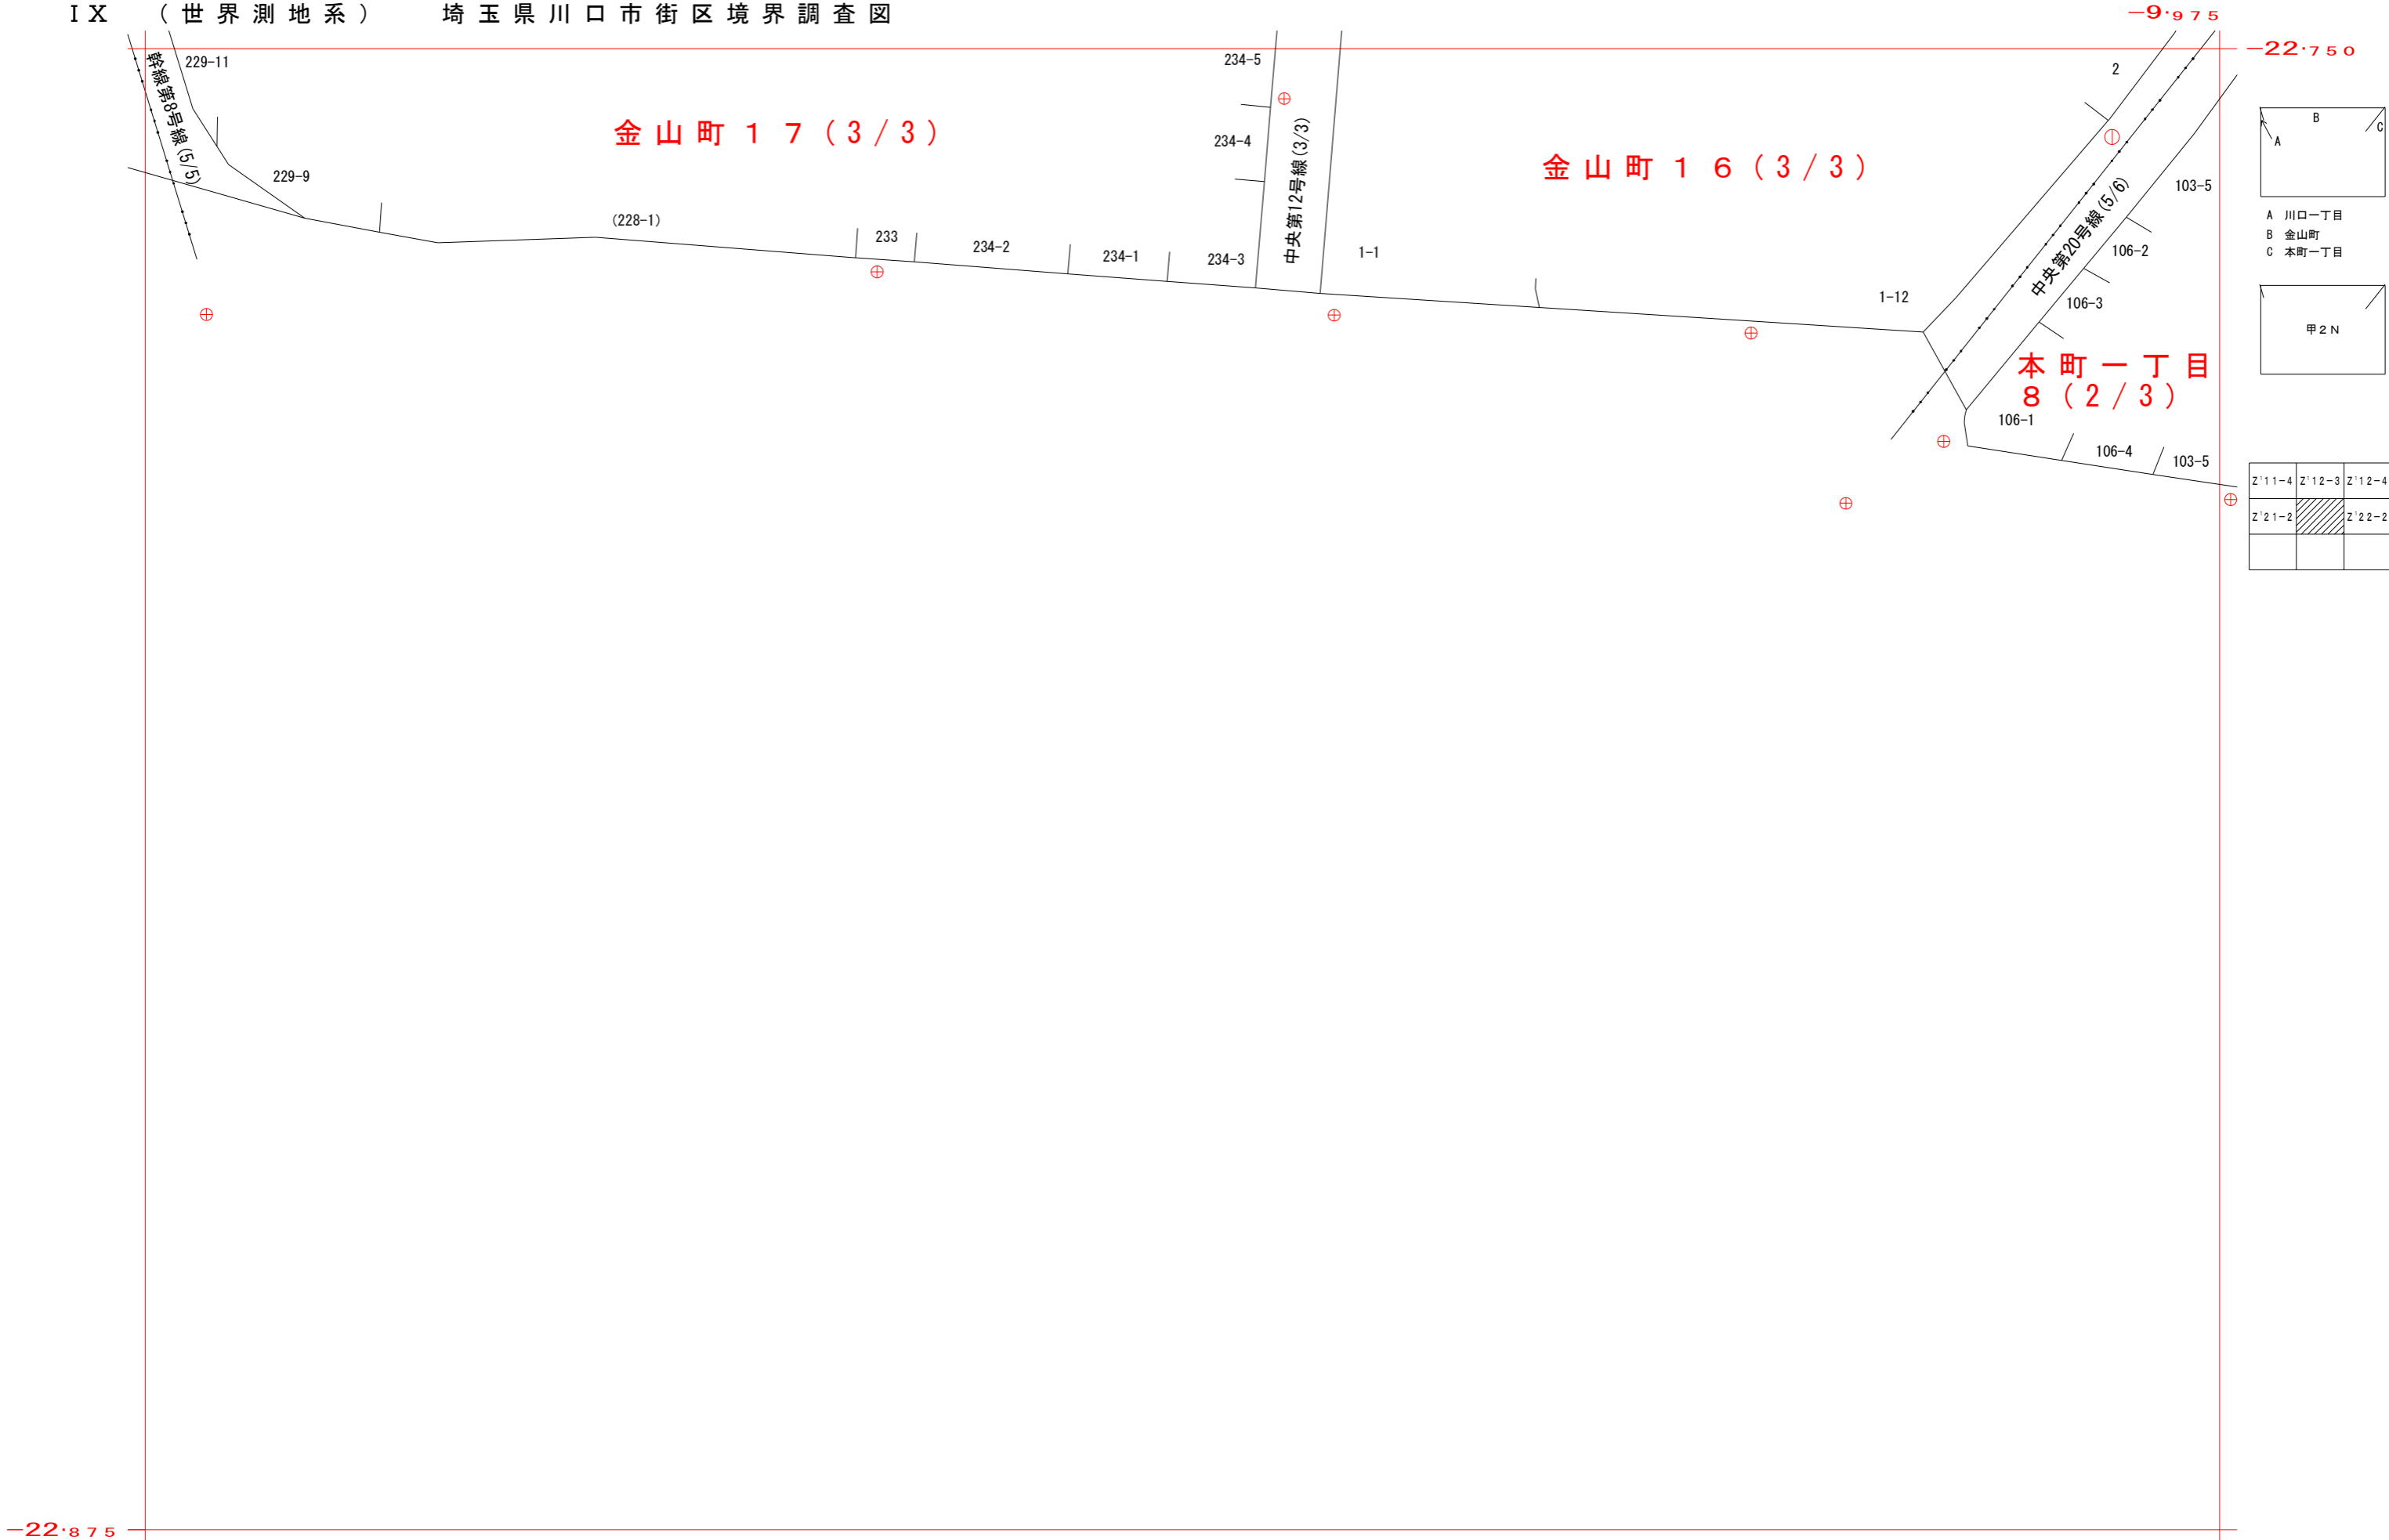 IX （世界測地系） 埼玉県川口市街区境界調査図
-9.975
-22.750
幹線第8号線(5/5)
229-11
229-9
金山町１７(3/3)
(228-1)
233
234-2
234-1
234-3
234-5
234-4
中央第12号線(3/3)
1-1
金山町１６(3/3)
1-12
2
中央第20号線(5/6)
103-5
106-2
106-3
本町一丁目
8(2/3)
106-1
106-4
103-5
B
C
A
A 川口一丁目
B 金山町
C 本町一丁目
甲2N
Z'11-4 Z'12-3 Z'12-4
Z'21-2 Z'22-2
-22.875